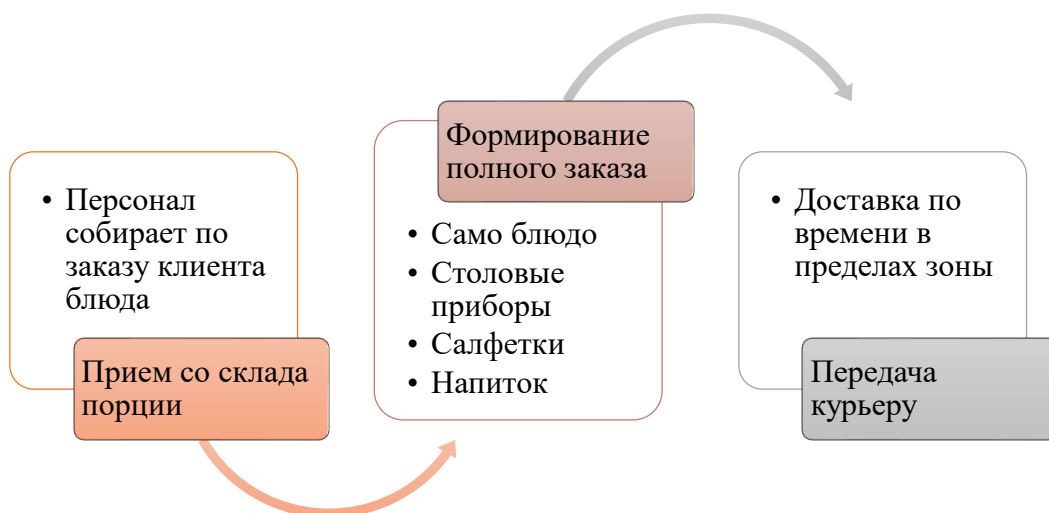 • Персонал
собирает по
заказу клиента
блюда
Прием со склада
порции
Формирование
полного заказа
• Само блюдо
• Столовые
приборы
• Салфетки
• Напиток
• Доставка по
времени в
пределах зоны
Передача
курьеру